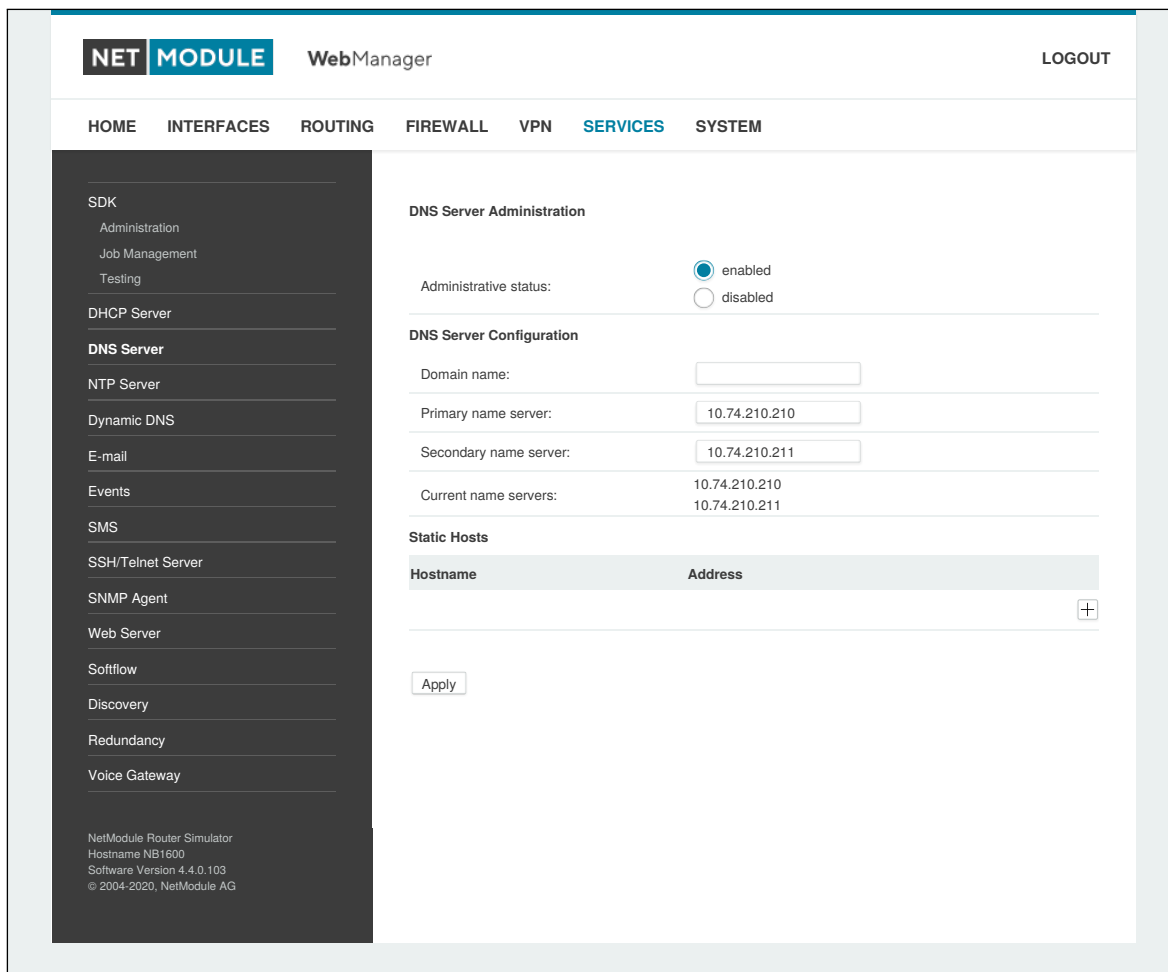 NET MODULE WebManager LOGOUT
HOME INTERFACES ROUTING FIREWALL VPN SERVICES SYSTEM
SDK
Administration
Job Management
Testing
DHCP Server
DNS Server
NTP Server
Dynamic DNS
E-mail
Events
SMS
SSH/Telnet Server
SNMP Agent
Web Server
Softflow
Discovery
Redundancy
Voice Gateway
NetModule Router Simulator
Hostname NB1600
Software Version 4.4.0.103
© 2004-2020, NetModule AG
DNS Server Administration
Administrative status:
enabled
disabled
DNS Server Configuration
Domain name:
Primary name server: 10.74.210.210
Secondary name server: 10.74.210.211
Current name servers:
10.74.210.210
10.74.210.211
Static Hosts
Hostname Address
Apply